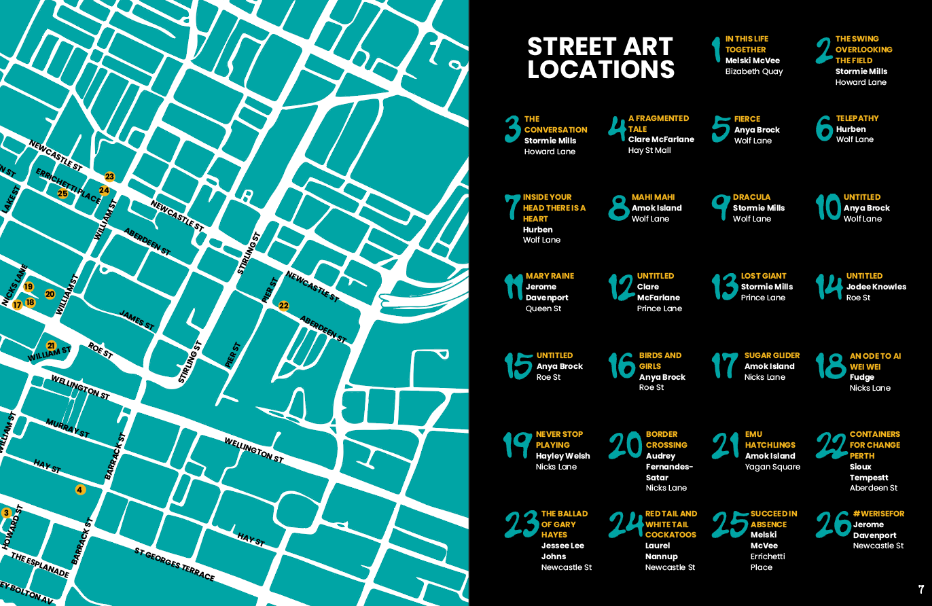 NEWCASTLE ST
23
ERRICHETTI PLACE
24
25
LAKE ST
WILLIAM ST
NEWCASTLE ST
ABERDEEN ST
STIRLING ST
NICKS LANE
19
20
17
18
WILLIAM ST
PIER ST
NEWCASTLE ST
22
ABERDEEN ST
JAMES ST
21
WILLIAM ST
ROE ST
STIRLING ST
PIER ST
WELLINGTON ST
WILLIAM ST
MURRAY ST
BARRACK ST
WELLINGTON ST
HAY ST
4
3
HOWARD ST
BARRACK ST
HAY ST
THE ESPLANADE
ST GEORGES TERRACE
EY BOLTON AV
STREET ART
LOCATIONS
1
IN THIS LIFE
TOGETHER
Melski McVee
Elizabeth Quay
2
THE SWING
OVERLOOKING
THE FIELD
Stormie Mills
Howard Lane
3
THE
CONVERSATION
Stormie Mills
Howard Lane
4
A FRAGMENTED
TALE
Clare McFarlane
Hay St Mall
5
FIERCE
Anya Brock
Wolf Lane
6
TELEPATHY
Hurben
Wolf Lane
7
INSIDE YOUR
HEAD THERE IS A
HEART
Hurben
Wolf Lane
8
MAHI MAHI
Amok Island
Wolf Lane
9
DRACULA
Stormie Mills
Wolf Lane
10
UNTITLED
Anya Brock
Wolf Lane
11
MARY RAINE
Jerome
Davenport
Queen St
12
UNTITLED
Clare
McFarlane
Prince Lane
13
LOST GIANT
Stormie Mills
Prince Lane
14
UNTITLED
Jodee Knowles
Roe St
15
UNTITLED
Anya Brock
Roe St
16
BIRDS AND
GIRLS
Anya Brock
Roe St
17
SUGAR GLIDER
Amok Island
Nicks Lane
18
AN ODE TO AI
WEI WEI
Fudge
Nicks Lane
19
NEVER STOP
PLAYING
Hayley Welsh
Nicks Lane
20
BORDER
CROSSING
Audrey
Fernandes-
Satar
Nicks Lane
21
EMU
HATCHLINGS
Amok Island
Yagan Square
22
CONTAINERS
FOR CHANGE
PERTH
Sioux
Tempestt
Aberdeen St
23
THE BALLAD
OF GARY
HAYES
Jessee Lee
Johns
Newcastle St
24
RED TAIL AND
WHITE TAIL
COCKATOOS
Laurel
Nannup
Newcastle St
25
SUCCEED IN
ABSENCE
Melski
McVee
Errichetti
Place
26
#WERISEFOR
Jerome
Davenport
Newcastle St
7